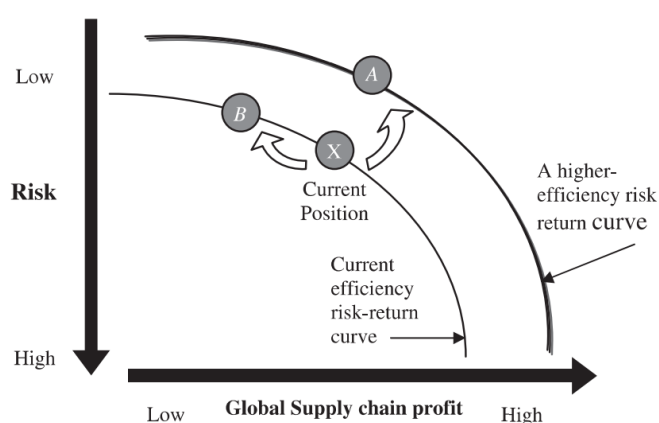 Low
A
B
X
Current
Position
Risk
A higher-
efficiency risk
return curve
Current
efficiency
risk-return
curve
High
Low
Global Supply chain profit
High